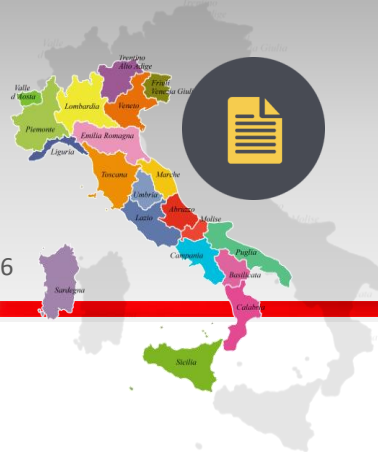 Trentino
Alto Adige
Friuli
Venezia Giuli
Valle
d'Aosta
Lombardia
Veneto
Piemonte
Emilia Romagna
Liguria
Toscana
Marche
Umbria
Lazio
Abruzzo
Molise
Campania
Puglia
Basilicata
6
Sardegna
Calabria
Sicilia